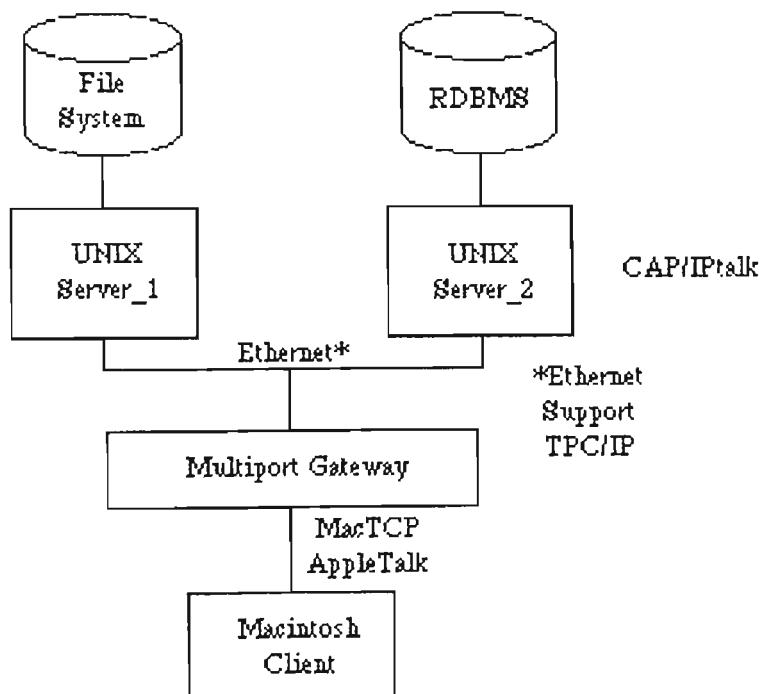 File
System
RDBMS
UNIX
Server_1
UNIX
Server_2
CAP/IPtalk
Ethernet*
*Ethernet
Support
TPC/IP
Multiport Gateway
MacTCP
AppleTalk
Macintosh
Client